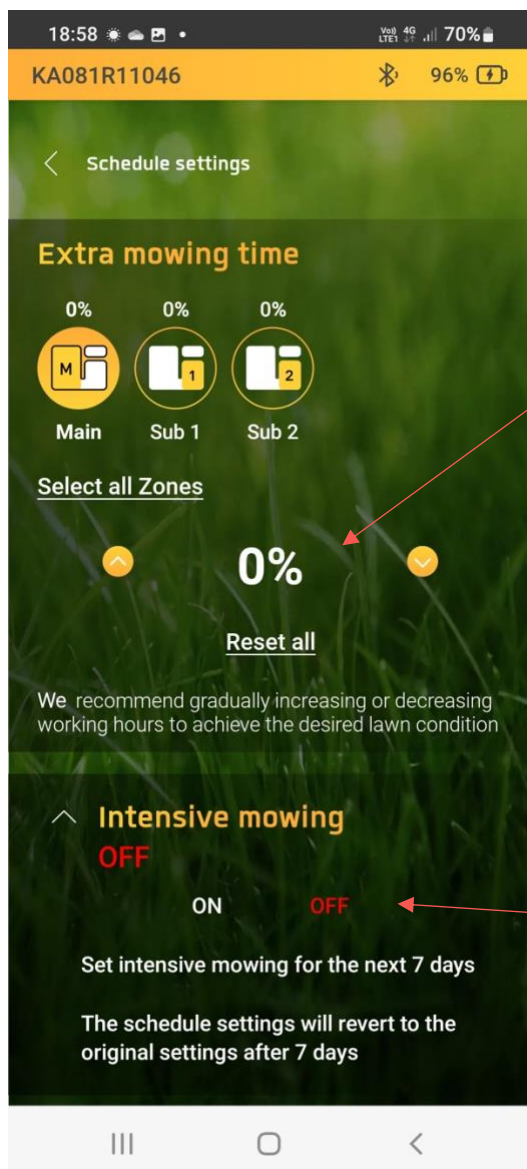 18:58
Vo)) 4G
LTE1 70%
KA081R11046 96%
Schedule settings
Extra mowing time
0% 0% 0%
M 1 2
Main Sub 1 Sub 2
Select all Zones
0%
Reset all
We recommend gradually increasing or decreasing
working hours to achieve the desired lawn condition
Intensive mowing
OFF
ON OFF
Set intensive mowing for the next 7 days
The schedule settings will revert to the
original settings after 7 days